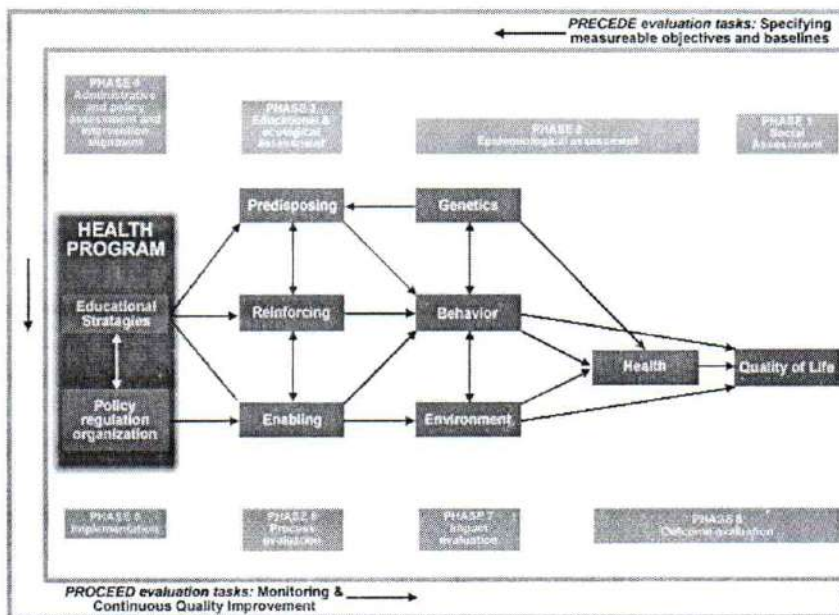 PRECEDE evaluation tasks: Specifying
measureable objectives and baselines
PHASE
Administrative
and policy
assessment and
intervention
alignment
PHASE 3
Educational &
ecological
assessment
PHASE 2
Epidemiological assessment
PHASE 1
Social
Assessment
Predisposing
Genetics
HEALTH
PROGRAM
Educational
Stratagies
Reinforcing
Behavior
Health
Quality of Life
Policy
regulation
organization
Enabling
Environment
PHASE
Implementation
PHASE 6
Process
evaluation
PHASE 7
Impact
evaluation
PHASE 8
Outcome evaluation
PROCEED evaluation tasks: Monitoring &
Continuous Quality Improvement